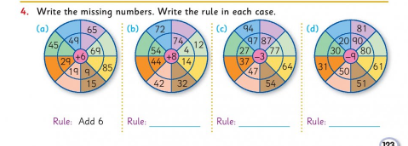 4. Write the missing numbers. Write the rule in each case.
(a) (b) (c) (d)
65 72 94 81
45 49 69 +6 29 19 9 85 15
74 4 12 54 +8 44 14 42 32
97 87 77 27 -3 37 47 64 54
20 90 30 80 -9 31 50 61 51
Rule: Add 6 Rule: Rule: Rule: